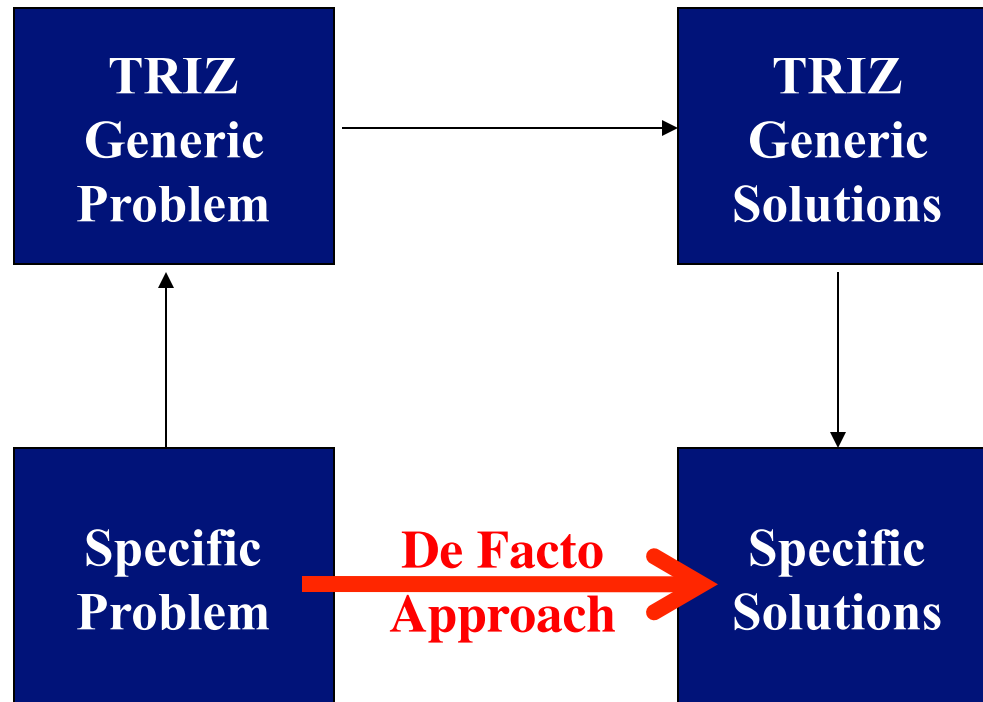 TRIZ
Generic
Problem
TRIZ
Generic
Solutions
Specific
Problem
De Facto
Approach
Specific
Solutions